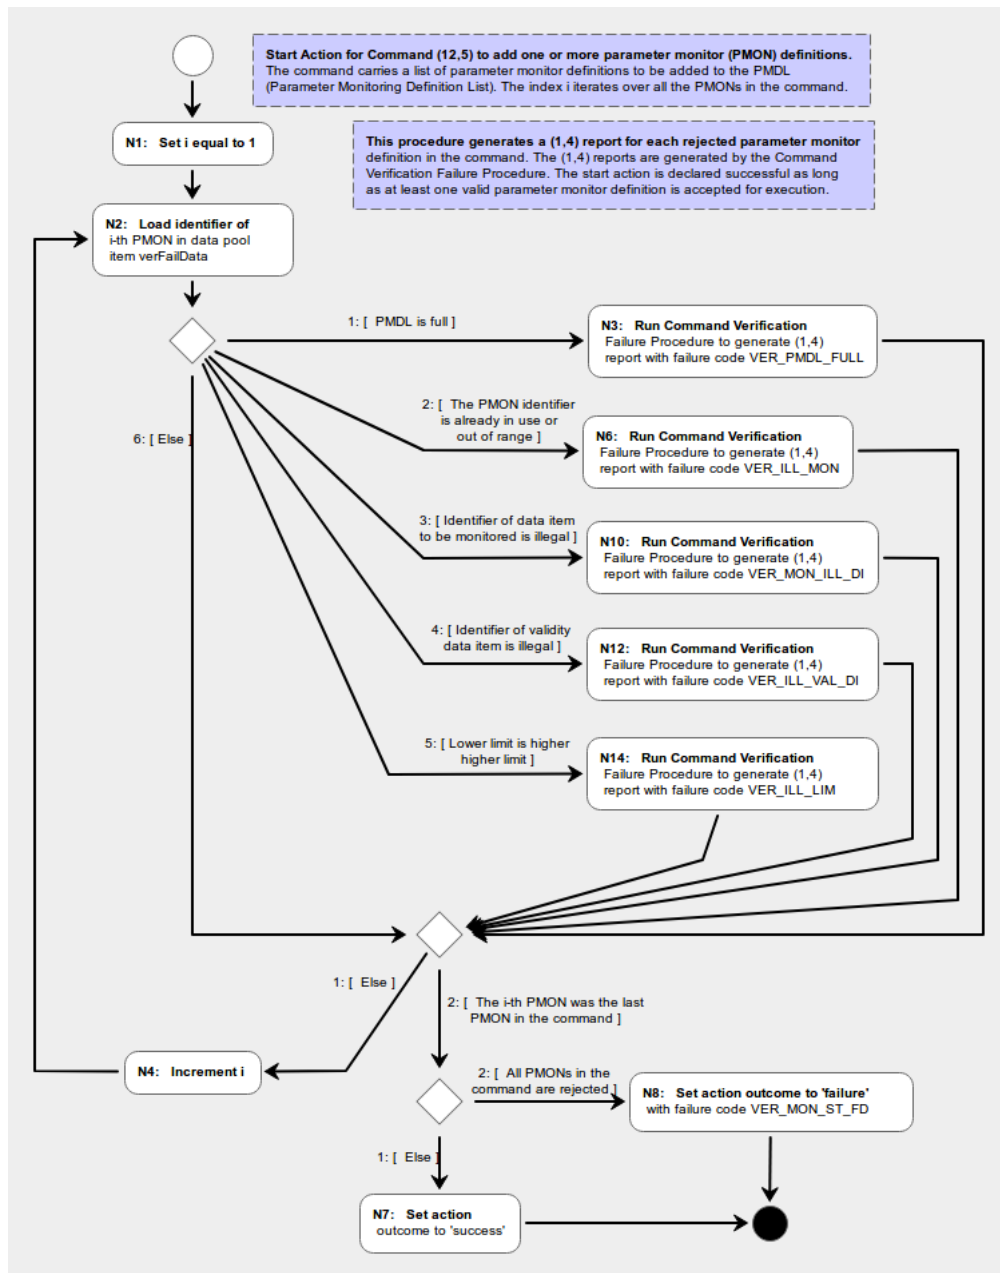 Start Action for Command (12,5) to add one or more parameter monitor (PMON) definitions.
The command carries a list of parameter monitor definitions to be added to the PMDL
(Parameter Monitoring Definition List). The index i iterates over all the PMONs in the command.
N1: Set i equal to 1
This procedure generates a (1,4) report for each rejected parameter monitor
definition in the command. The (1,4) reports are generated by the Command
Verification Failure Procedure. The start action is declared successful as long
as at least one valid parameter monitor definition is accepted for execution.
N2: Load identifier of
i-th PMON in data pool
item verFailData
1: [ PMDL is full ]
N3: Run Command Verification
Failure Procedure to generate (1,4)
report with failure code VER_PMDL_FULL
2: [ The PMON identifier
is already in use or
out of range ]
6: [ Else ]
N6: Run Command Verification
Failure Procedure to generate (1,4)
report with failure code VER_ILL_MON
3: [ Identifier of data item
to be monitored is illegal ]
N10: Run Command Verification
Failure Procedure to generate (1,4)
report with failure code VER_MON_ILL_DI
4: [ Identifier of validity
data item is illegal ]
N12: Run Command Verification
Failure Procedure to generate (1,4)
report with failure code VER_ILL_VAL_DI
5: [ Lower limit is higher
higher limit ]
N14: Run Command Verification
Failure Procedure to generate (1,4)
report with failure code VER_ILL_LIM
1: [ Else ]
2: [ The i-th PMON was the last
PMON in the command ]
N4: Increment i
2: [ All PMONs in the
command are rejected ]
N8: Set action outcome to 'failure'
with failure code VER_MON_ST_FD
1: [ Else ]
N7: Set action
outcome to 'success'